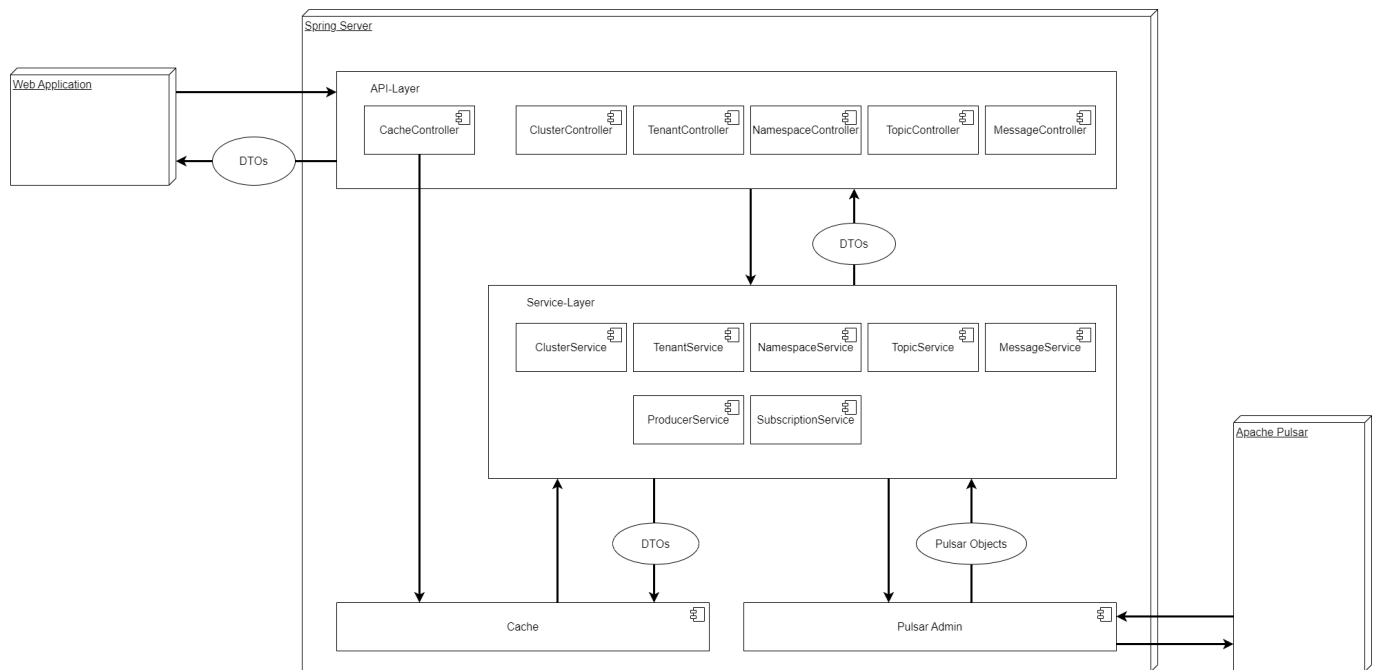 Spring Server
Web Application
API-Layer
CacheController
ClusterController
TenantController
NamespaceController
TopicController
MessageController
DTOs
DTOs
Service-Layer
ClusterService
TenantService
NamespaceService
TopicService
MessageService
ProducerService
SubscriptionService
Apache Pulsar
DTOs
Pulsar Objects
Cache
Pulsar Admin